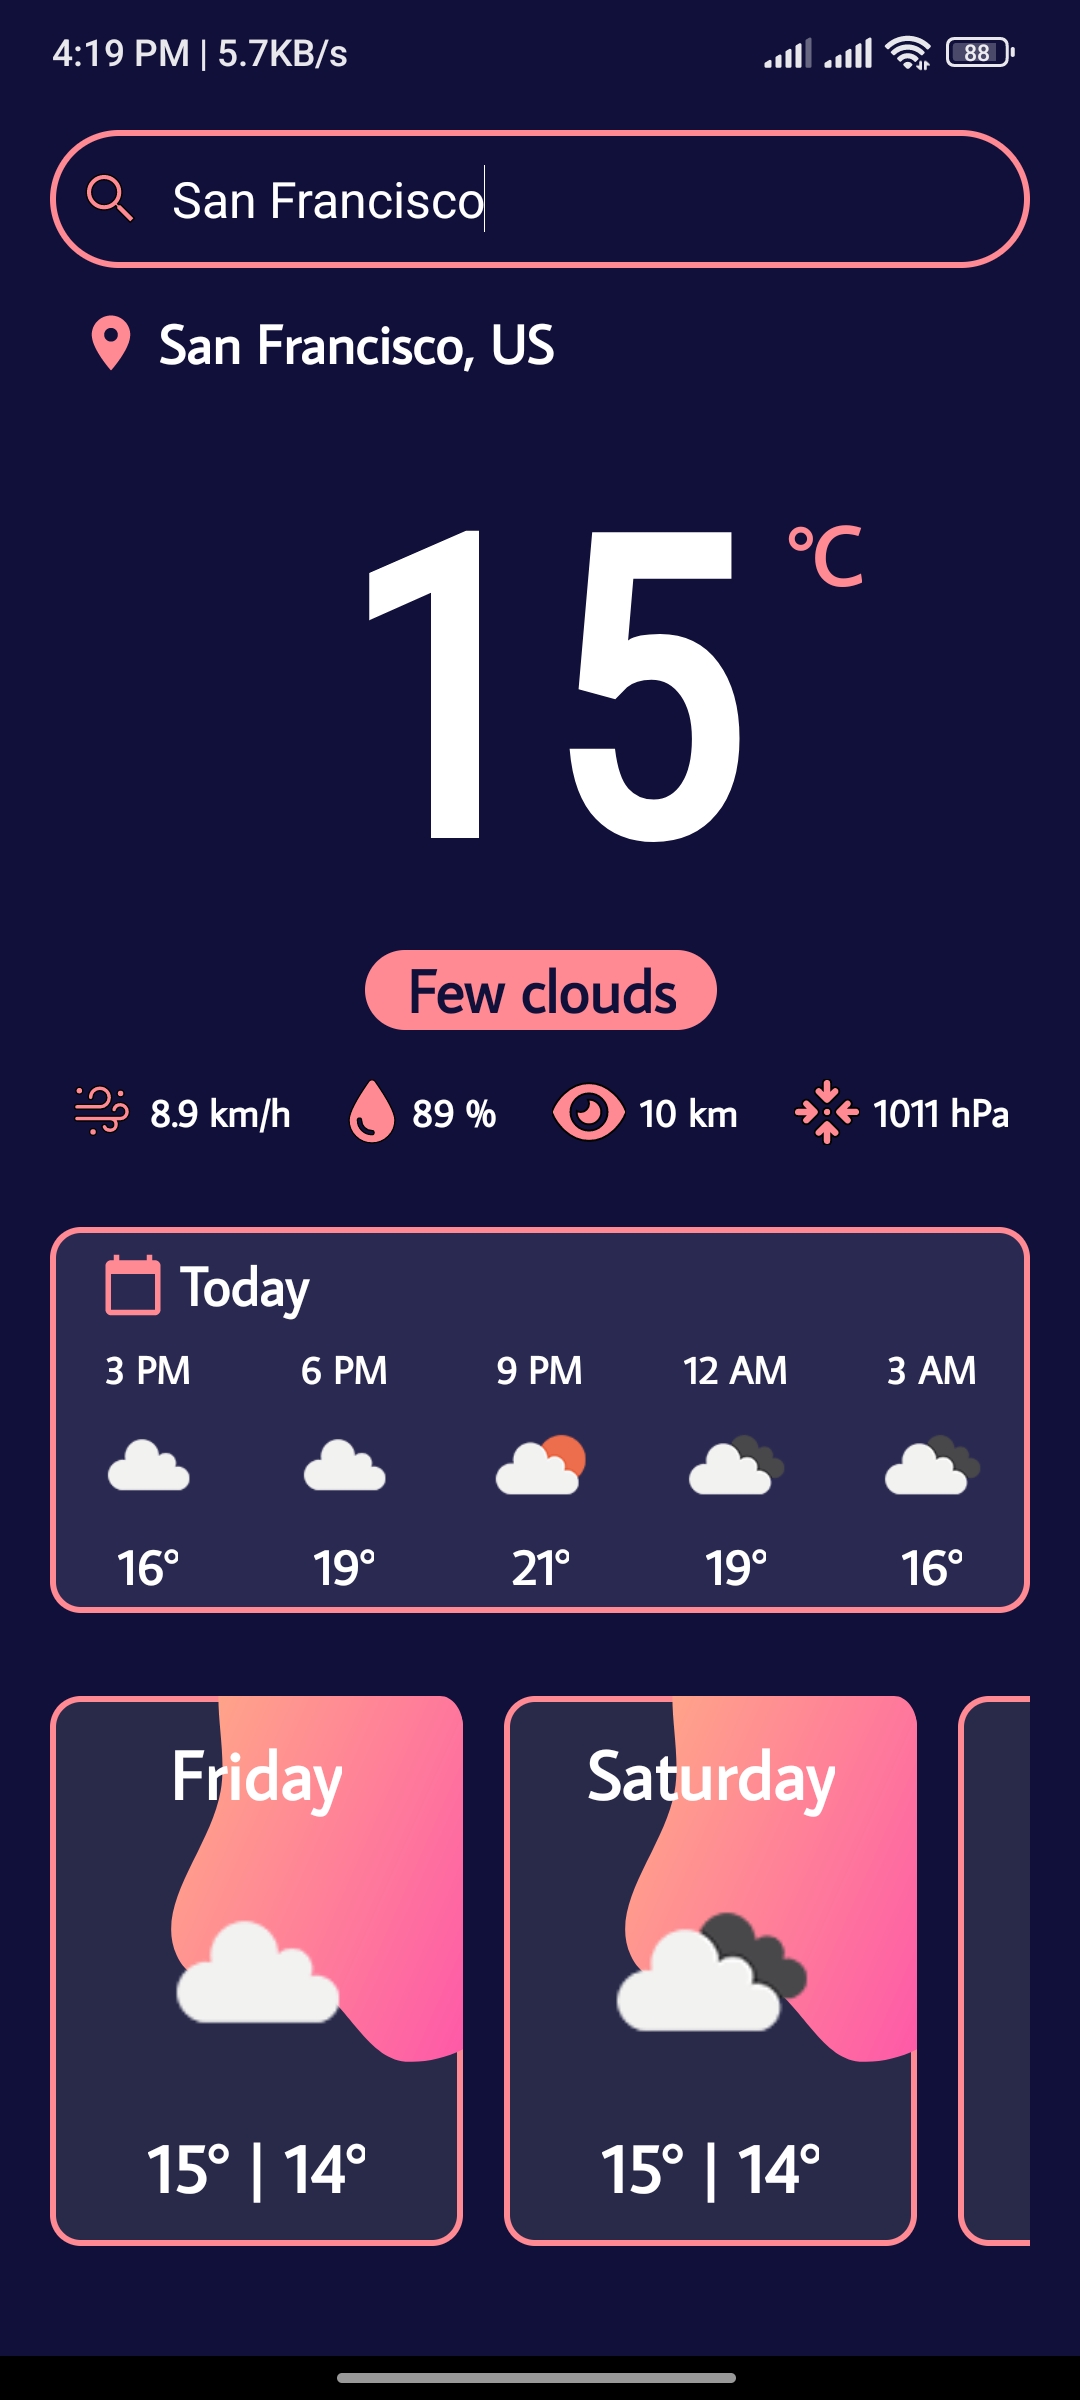 4:19 PM | 5.7KB/s 88
San Francisco
San Francisco, US
15 °C
Few clouds
8.9 km/h 89 % 10 km 1011 hPa
Today
3 PM 6 PM 9 PM 12 AM 3 AM
16° 19° 21° 19° 16°
Friday Saturday
15° | 14° 15° | 14°